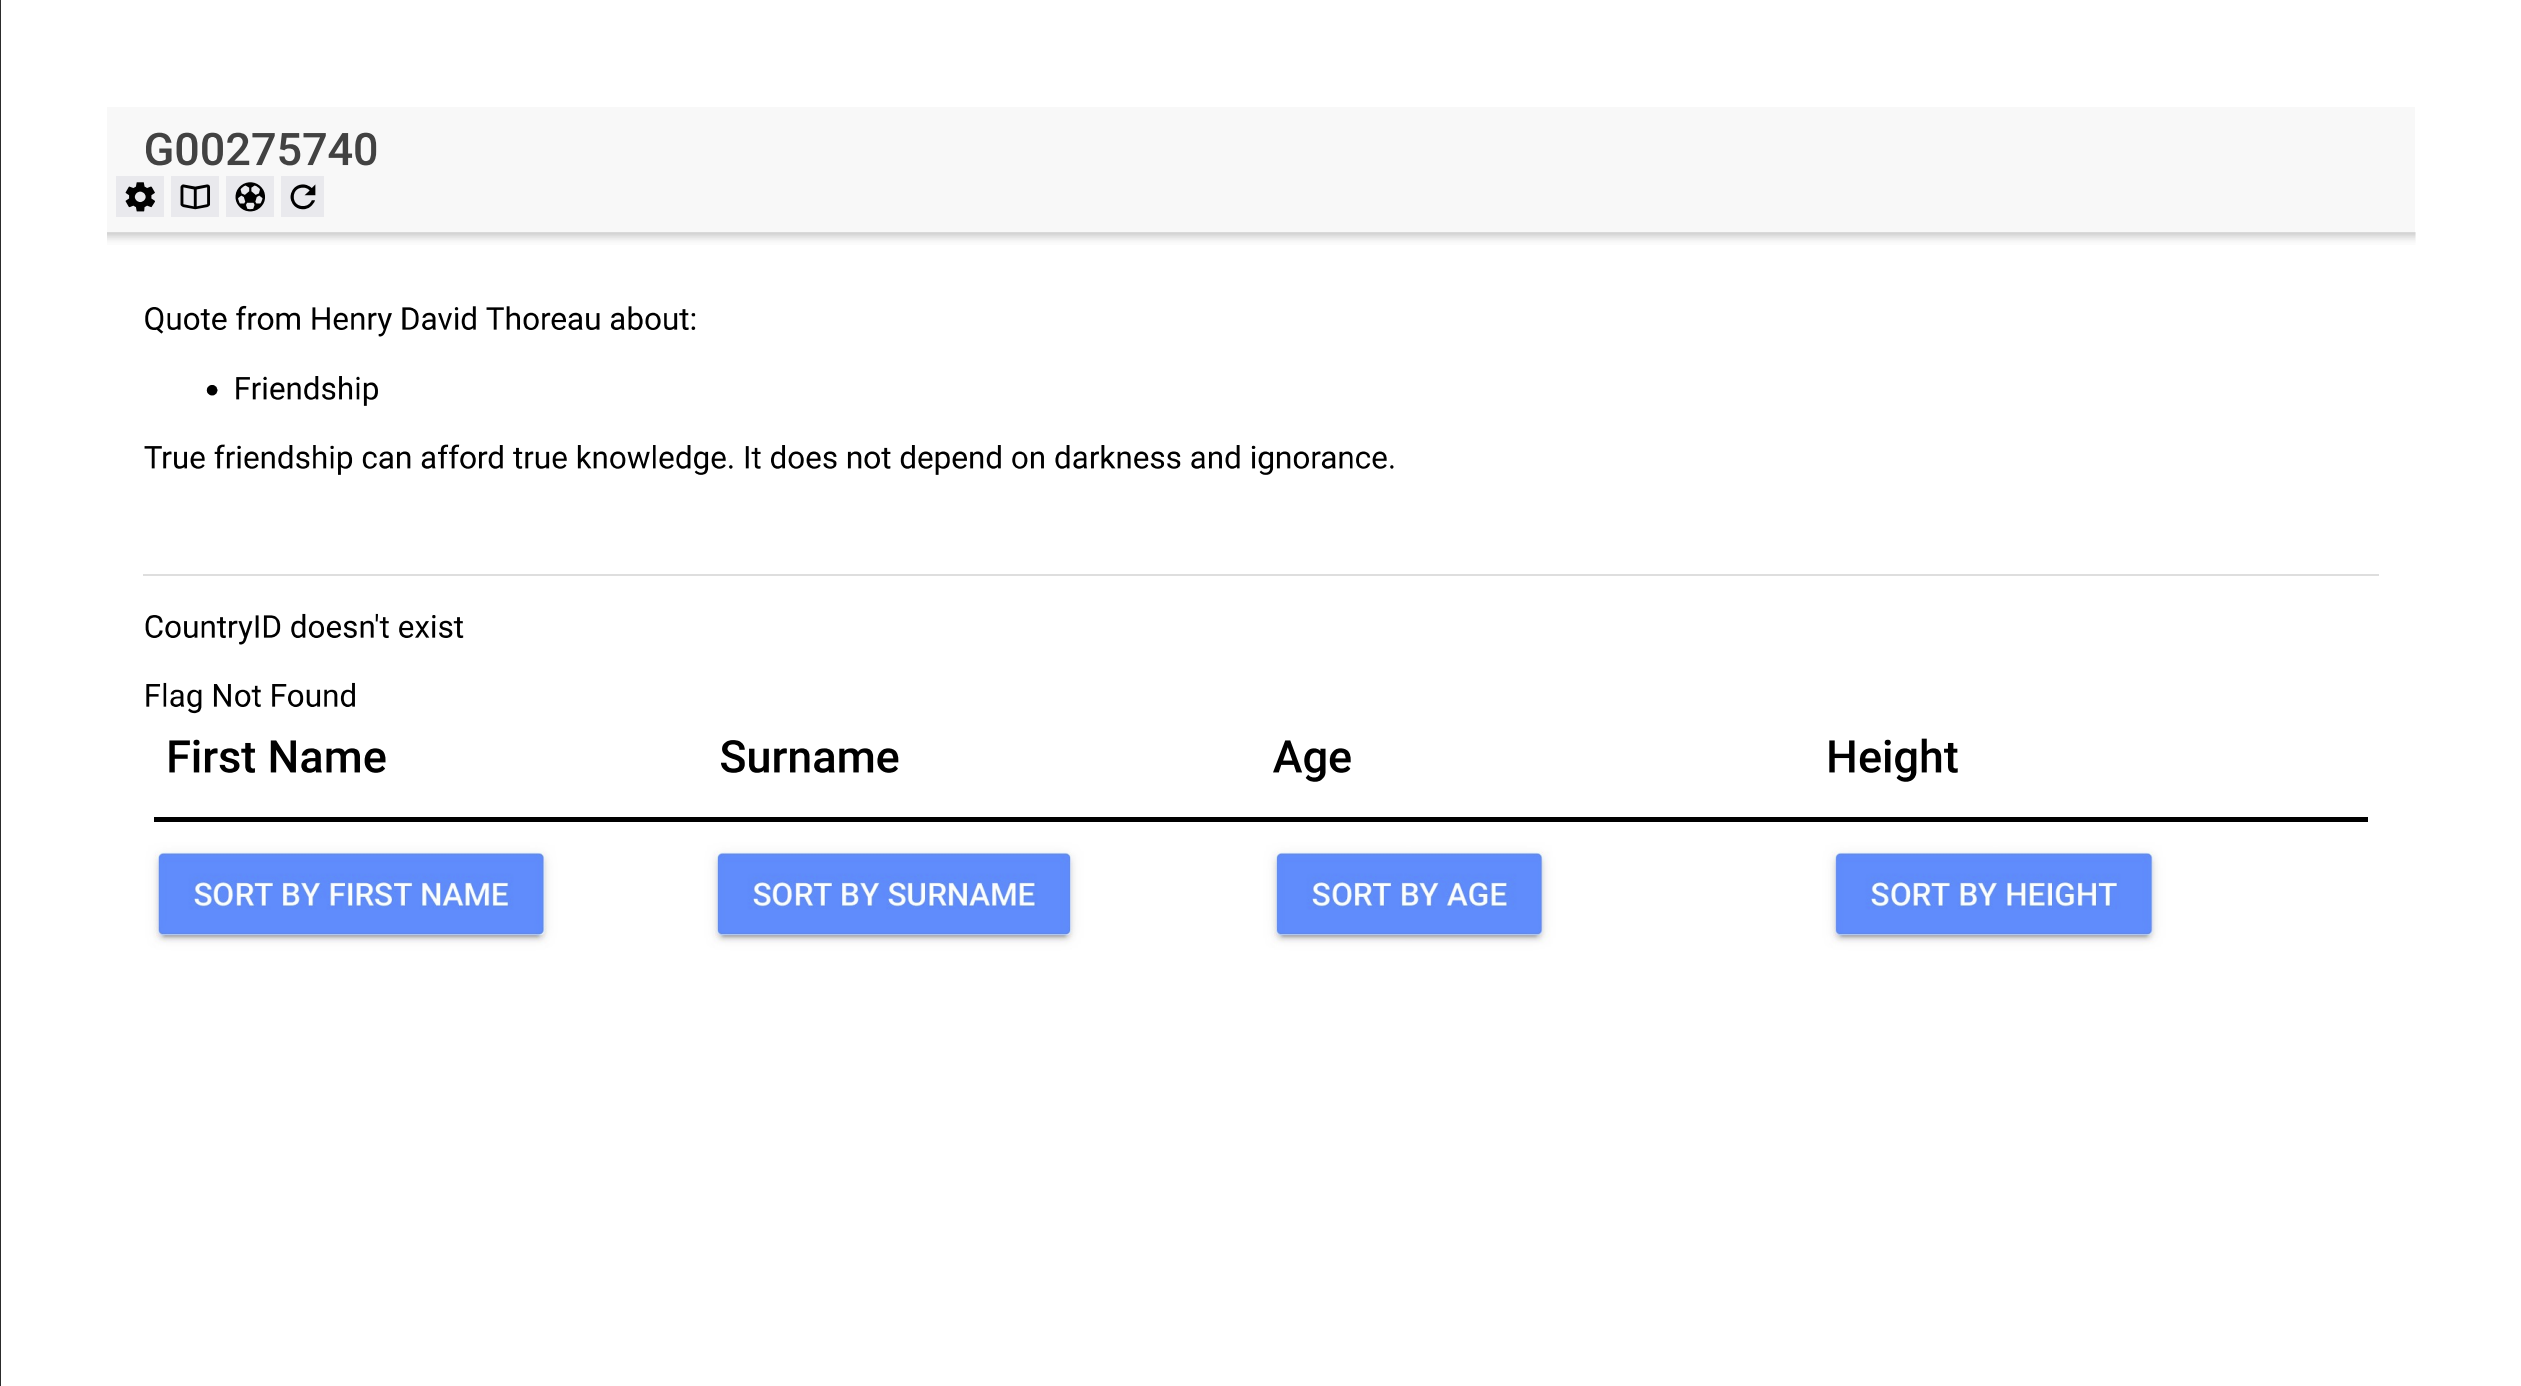 G00275740
Quote from Henry David Thoreau about:
Friendship
True friendship can afford true knowledge. It does not depend on darkness and ignorance.
CountryID doesn't exist
Flag Not Found
First Name Surname Age Height
SORT BY FIRST NAME SORT BY SURNAME SORT BY AGE SORT BY HEIGHT